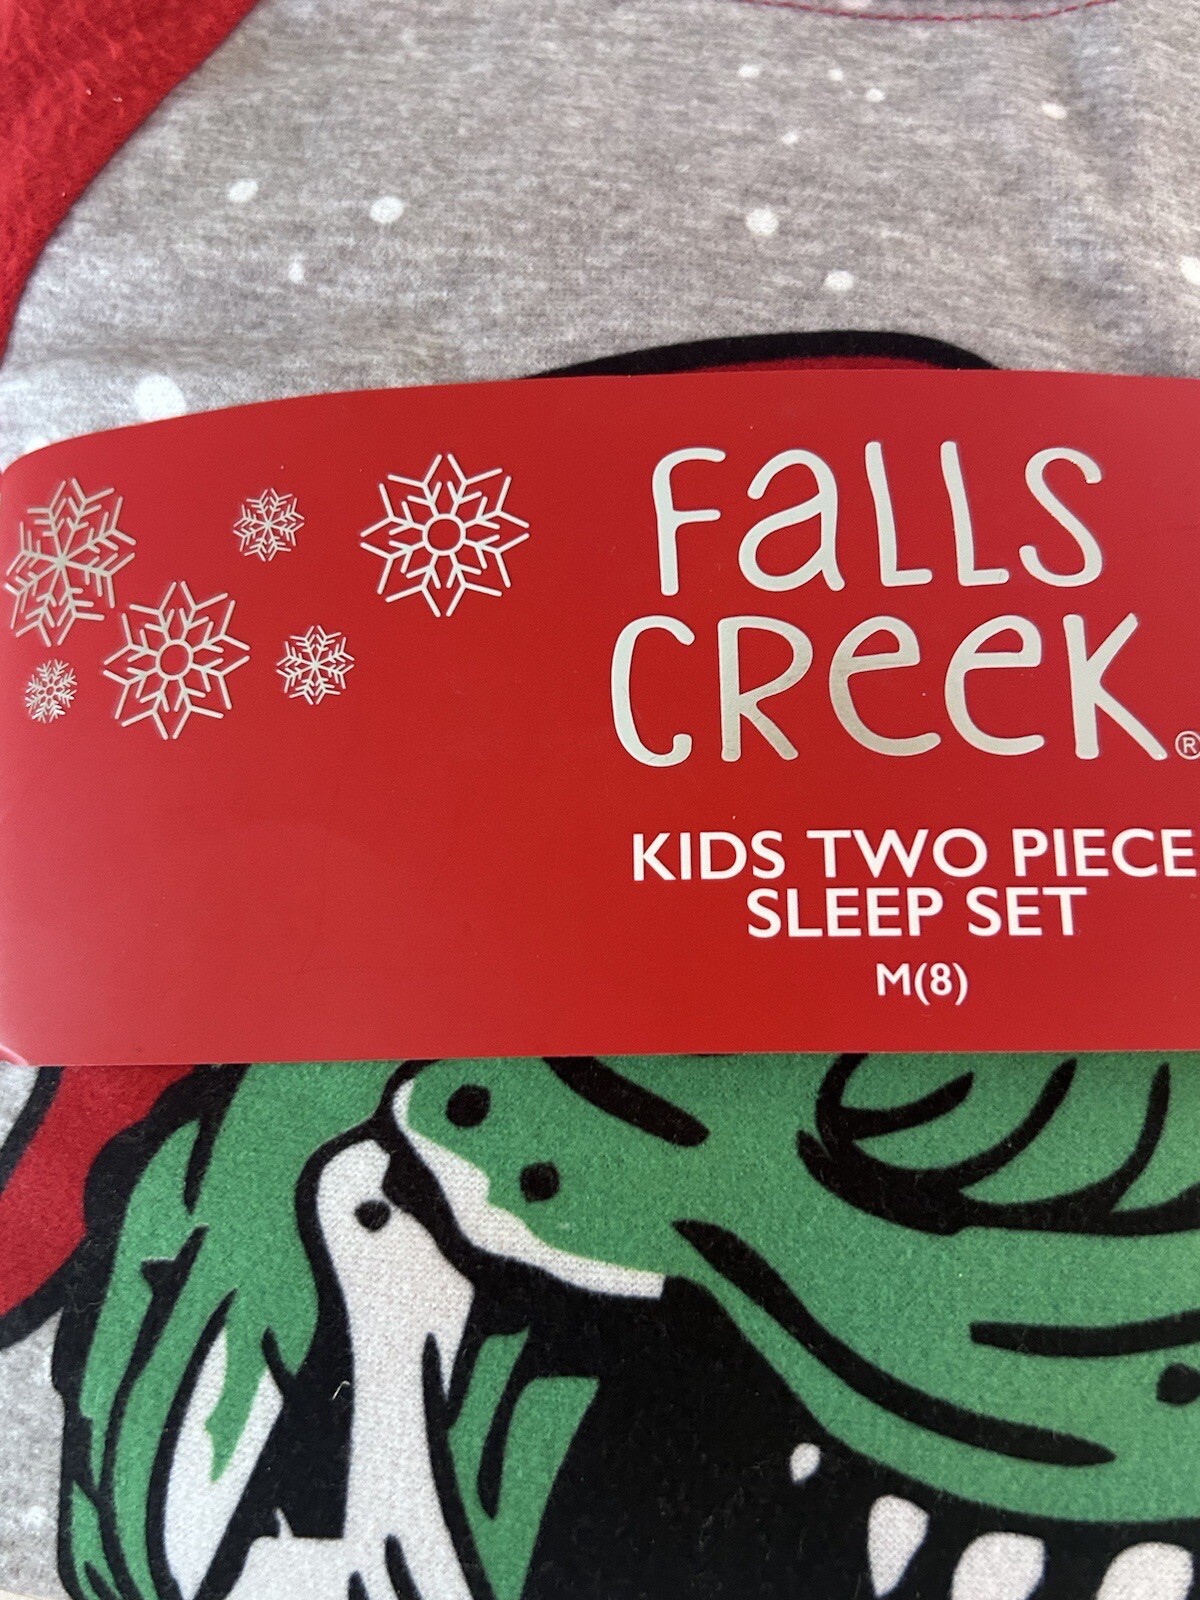 FaLLS
CReeK®
KIDS TWO PIECE
SLEEP SET
M(8)